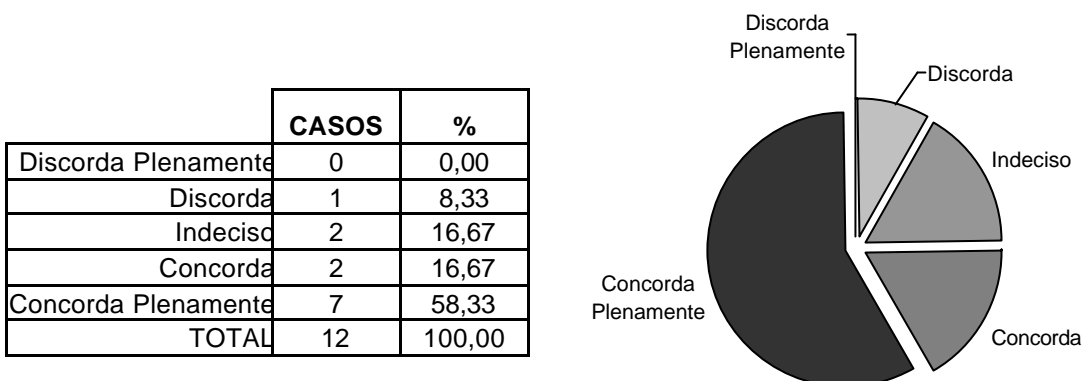 CASOS %
Discorda Plenamente 0 0,00
Discorda 1 8,33
Indeciso 2 16,67
Concorda 2 16,67
Concorda Plenamente 7 58,33
TOTAL 12 100,00
Discorda
Plenamente
Discorda
Indeciso
Concorda
Plenamente
Concorda